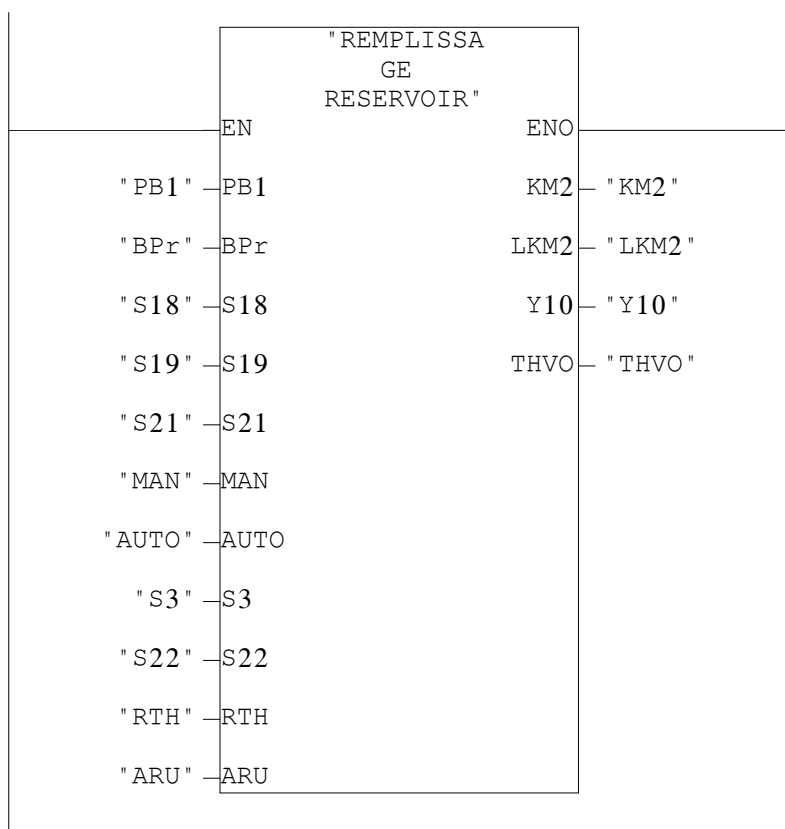 "REMPLISSA
GE
RESERVOIR"
EN ENO
"PB1" PB1 KM2 "KM2"
"BPr" BPr LKM2 "LKM2"
"S18" S18 Y10 "Y10"
"S19" S19 THVO "THVO"
"S21" S21
"MAN" MAN
"AUTO" AUTO
"S3" S3
"S22" S22
"RTH" RTH
"ARU" ARU